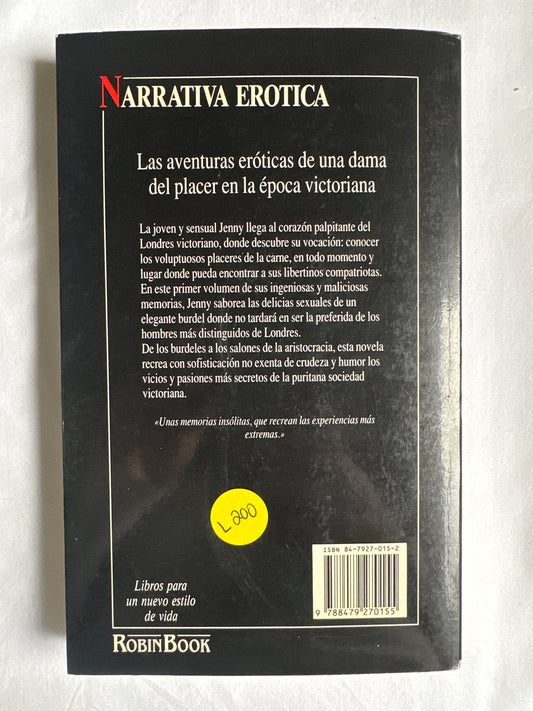 NARRATIVA EROTICA
Las aventuras eróticas de una dama
del placer en la época victoriana
La joven y sensual Jenny llega al corazón palpitante del
Londres victoriano, donde descubre su vocación: conocer
los voluptuosos placeres de la carne, en todo momento y
lugar donde pueda encontrar a sus libertinos compatriotas.
En este primer volumen de sus ingeniosas y maliciosas
memorias, Jenny saborea las delicias sexuales de un
elegante burdel donde no tardará en ser la preferida de los
hombres más distinguidos de Londres.
De los burdeles a los salones de la aristocracia, esta novela
recrea con sofisticación no exenta de crudeza y humor los
vicios y pasiones más secretos de la puritana sociedad
victoriana.
«Unas memorias insólitas, que recrean las experiencias más
extremas.»
L 200
ISBN 84-7927-015-2
9 788479 270155
Libros para
un nuevo estilo
de vida
ROBINBOOK